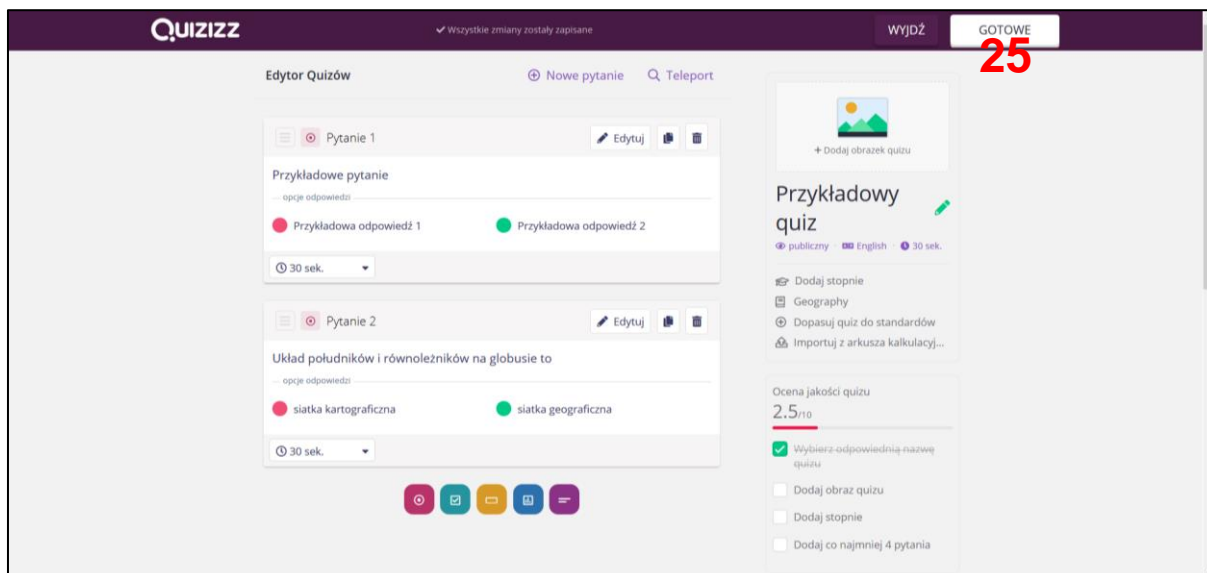 Quizizz
Wszystkie zmiany zostały zapisane
WYJDŹ
GOTOWE
25
Edytor Quizów
Nowe pytanie
Teleport
Pytanie 1
Edytuj
Przykładowe pytanie
opcje odpowiedzi
Przykładowa odpowiedź 1
Przykładowa odpowiedź 2
30 sek.
Pytanie 2
Edytuj
Układ południków i równoleżników na globusie to
opcje odpowiedzi
siatka kartograficzna
siatka geograficzna
30 sek.
+ Dodaj obrazek quizu
Przykładowy
quiz
publiczny · English · 30 sek.
Dodaj stopnie
Geography
Dopasuj quiz do standardów
Importuj z arkusza kalkulacyj...
Ocena jakości quizu
2.5/10
Wybierz odpowiednią nazwę
quizu
Dodaj obraz quizu
Dodaj stopnie
Dodaj co najmniej 4 pytania